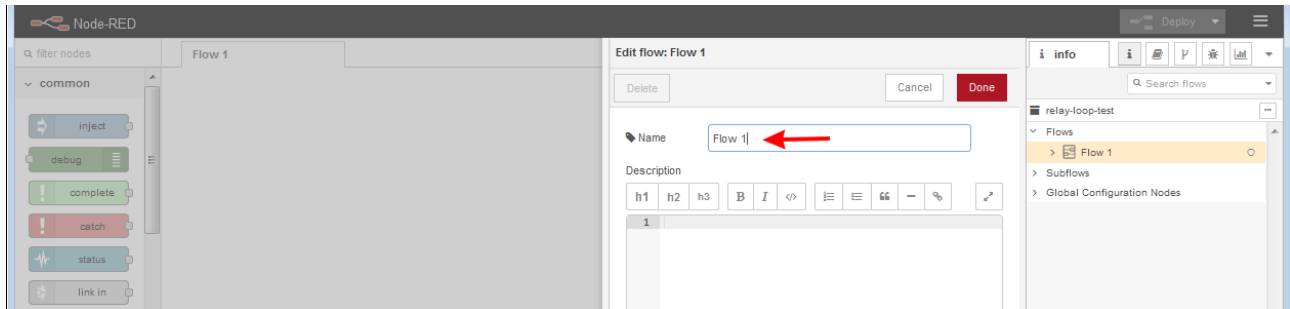 Node-RED
Deploy
filter nodes
Flow 1
Edit flow: Flow 1
i info
i
common
Delete
Cancel
Done
Search flows
inject
Name
Flow 1
relay-loop-test
Flows
debug
Description
Flow 1
complete
h1 h2 h3 B I </>
Subflows
Global Configuration Nodes
catch
1
status
link in